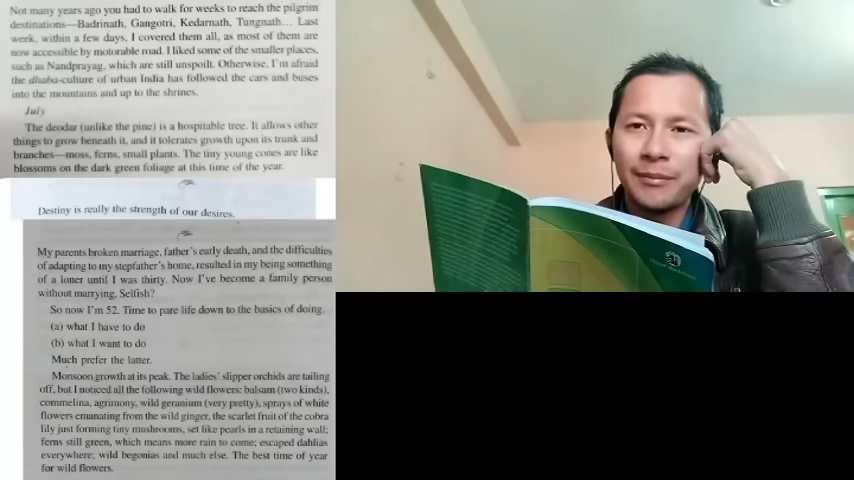 Not many years ago you had to walk for weeks to reach the pilgrim
destinations—Badrinath, Gangotri, Kedarnath, Tungnath… Last
week, within a few days, I covered them all, as most of them are
now accessible by motorable road. I liked some of the smaller places,
such as Nandprayag, which are still unspoilt. Otherwise, I'm afraid
the dhaba-culture of urban India has followed the cars and buses
into the mountains and up to the shrines.
July
The deodar (unlike the pine) is a hospitable tree. It allows other
things to grow beneath it, and it tolerates growth upon its trunk and
branches—moss, ferns, small plants. The tiny young cones are like
blossoms on the dark green foliage at this time of the year.
Destiny is really the strength of our desires.
My parents broken marriage, father's early death, and the difficulties
of adapting to my stepfather's home, resulted in my being something
of a loner until I was thirty. Now I've become a family person
without marrying. Selfish?
So now I'm 52. Time to pare life down to the basics of doing.
(a) what I have to do
(b) what I want to do
Much prefer the latter.
Monsoon growth at its peak. The ladies' slipper orchids are tailing
off, but I noticed all the following wild flowers: balsam (two kinds),
commelina, agrimony, wild geranium (very pretty), sprays of white
flowers emanating from the wild ginger, the scarlet fruit of the cobra
lily just forming tiny mushrooms, set like pearls in a retaining wall;
ferns still green, which means more rain to come; escaped dahlias
everywhere; wild begonias and much else. The best time of year
for wild flowers.